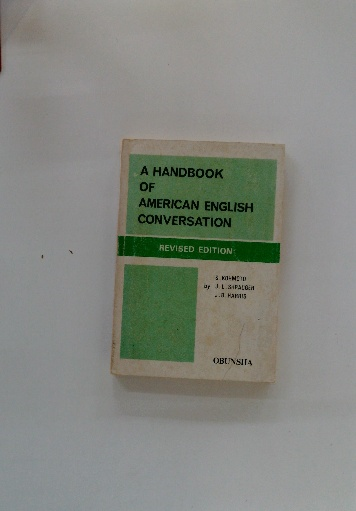 A HANDBOOK
OF
AMERICAN ENGLISH
CONVERSATION
REVISED EDITION
by
OBUNSHA